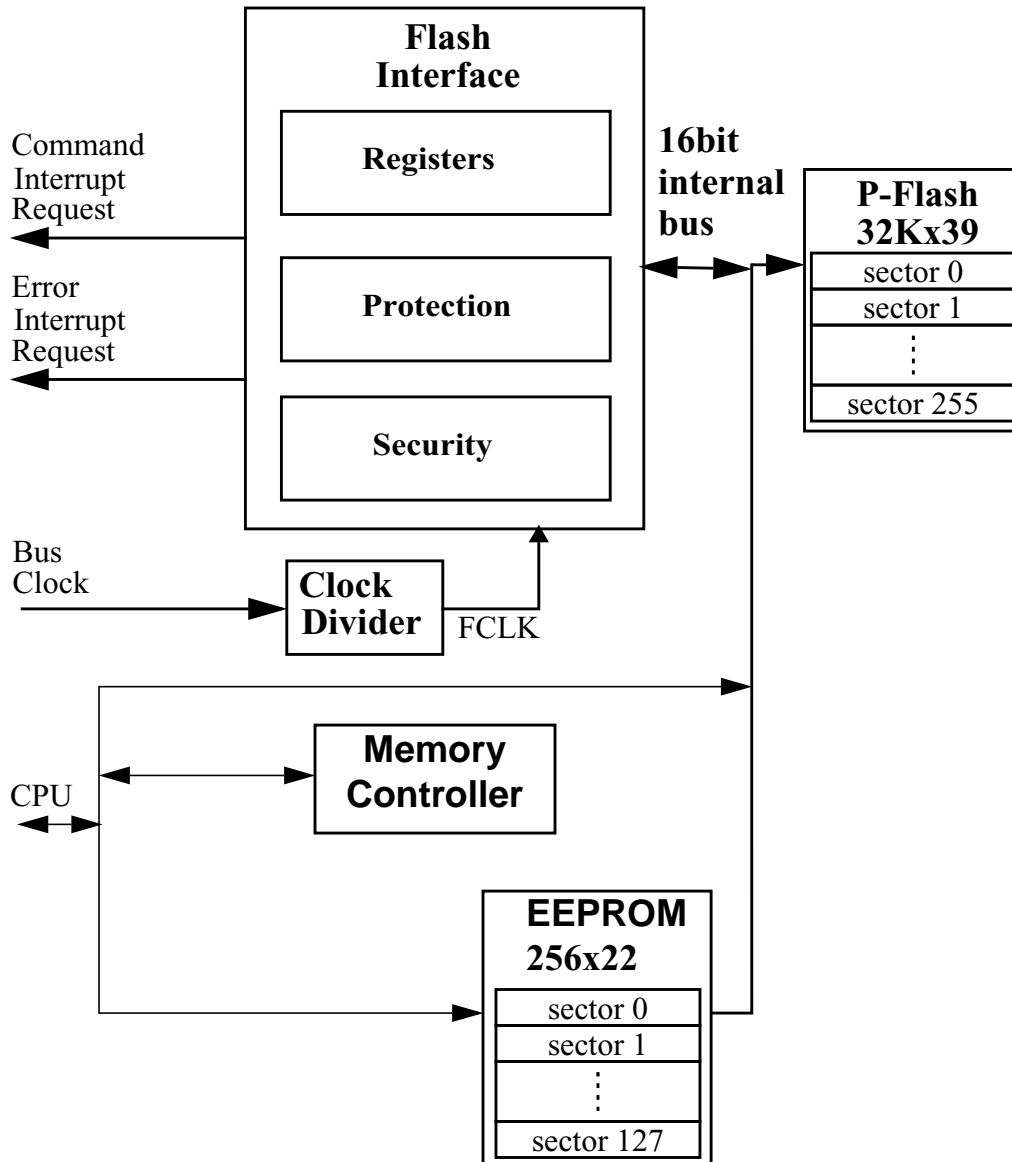 Flash
Interface
Registers
Protection
Security
Command
Interrupt
Request
Error
Interrupt
Request
16bit
internal
bus
P-Flash
32Kx39
sector 0
sector 1
sector 255
Bus
Clock
Clock
Divider
FCLK
Memory
Controller
CPU
EEPROM
256x22
sector 0
sector 1
sector 127